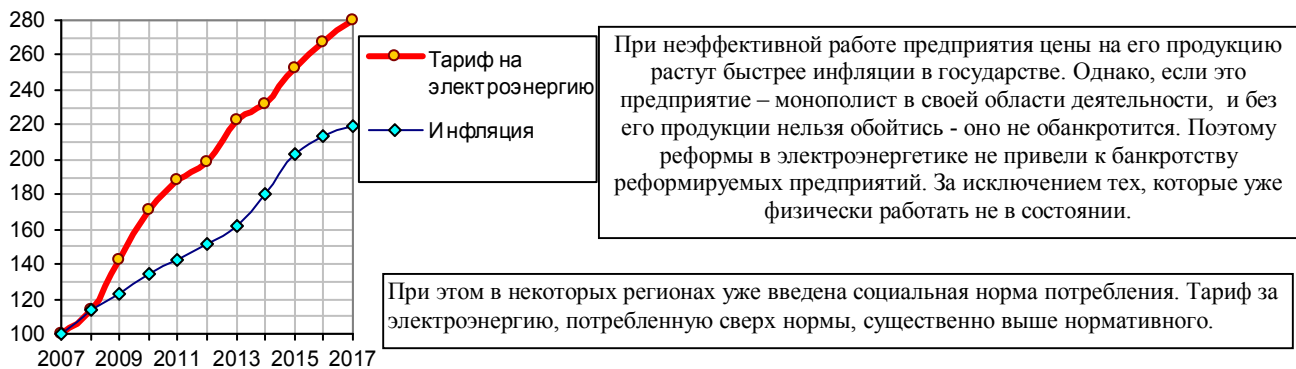 280
260
240
220
200
180
160
140
120
100
2007 2009 2011 2013 2015 2017
Тариф на
электроэнергию
Инфляция
При неэффективной работе предприятия цены на его продукцию
растут быстрее инфляции в государстве. Однако, если это
предприятие – монополист в своей области деятельности, и без
его продукции нельзя обойтись - оно не обанкротится. Поэтому
реформы в электроэнергетике не привели к банкротству
реформируемых предприятий. За исключением тех, которые уже
физически работать не в состоянии.
При этом в некоторых регионах уже введена социальная норма потребления. Тариф за
электроэнергию, потребленную сверх нормы, существенно выше нормативного.